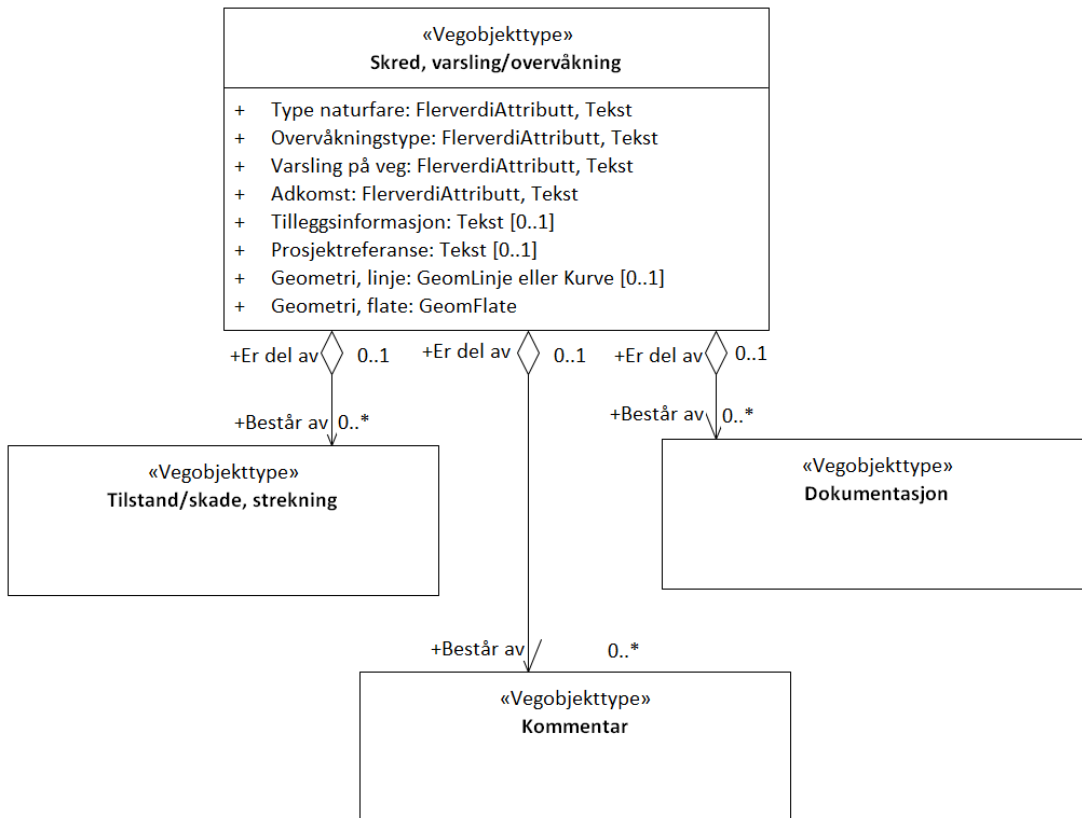 «Vegobjekttype»
Skred, varsling/overvåkning
+ Type naturfare: FlerverdiAttributt, Tekst
+ Overvåkningstype: FlerverdiAttributt, Tekst
+ Varsling på veg: FlerverdiAttributt, Tekst
+ Adkomst: FlerverdiAttributt, Tekst
+ Tilleggsinformasjon: Tekst [0..1]
+ Prosjektreferanse: Tekst [0..1]
+ Geometri, linje: GeomLinje eller Kurve [0..1]
+ Geometri, flate: GeomFlate
+Er del av 0..1 +Er del av 0..1 +Er del av 0..1
+Består av 0..* +Består av 0..*
«Vegobjekttype»
Tilstand/skade, strekning
«Vegobjekttype»
Dokumentasjon
+Består av 0..*
«Vegobjekttype»
Kommentar